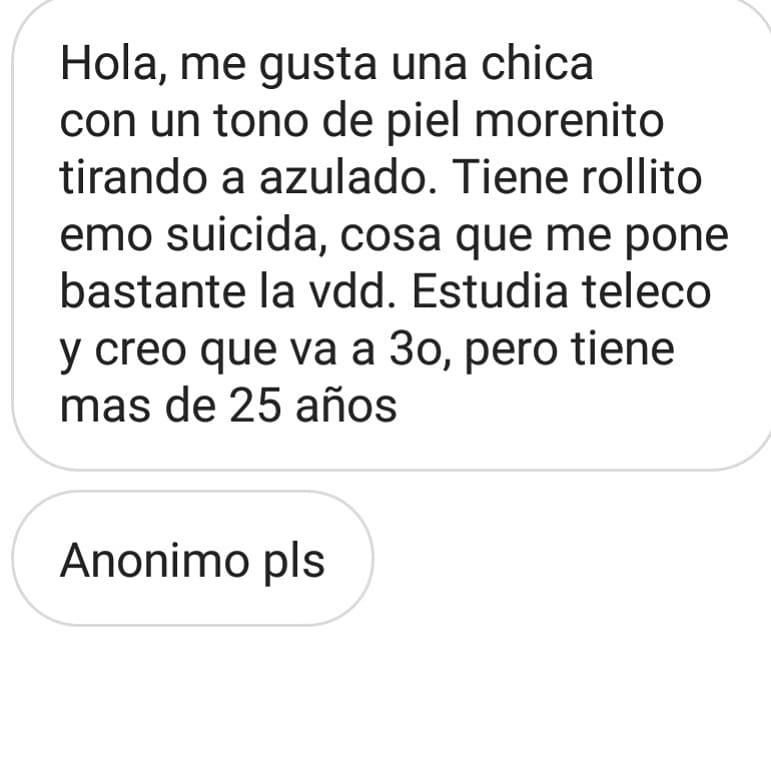 Hola, me gusta una chica
con un tono de piel morenito
tirando a azulado. Tiene rollito
emo suicida, cosa que me pone
bastante la vdd. Estudia teleco
y creo que va a 3o, pero tiene
mas de 25 años
Anonimo pls